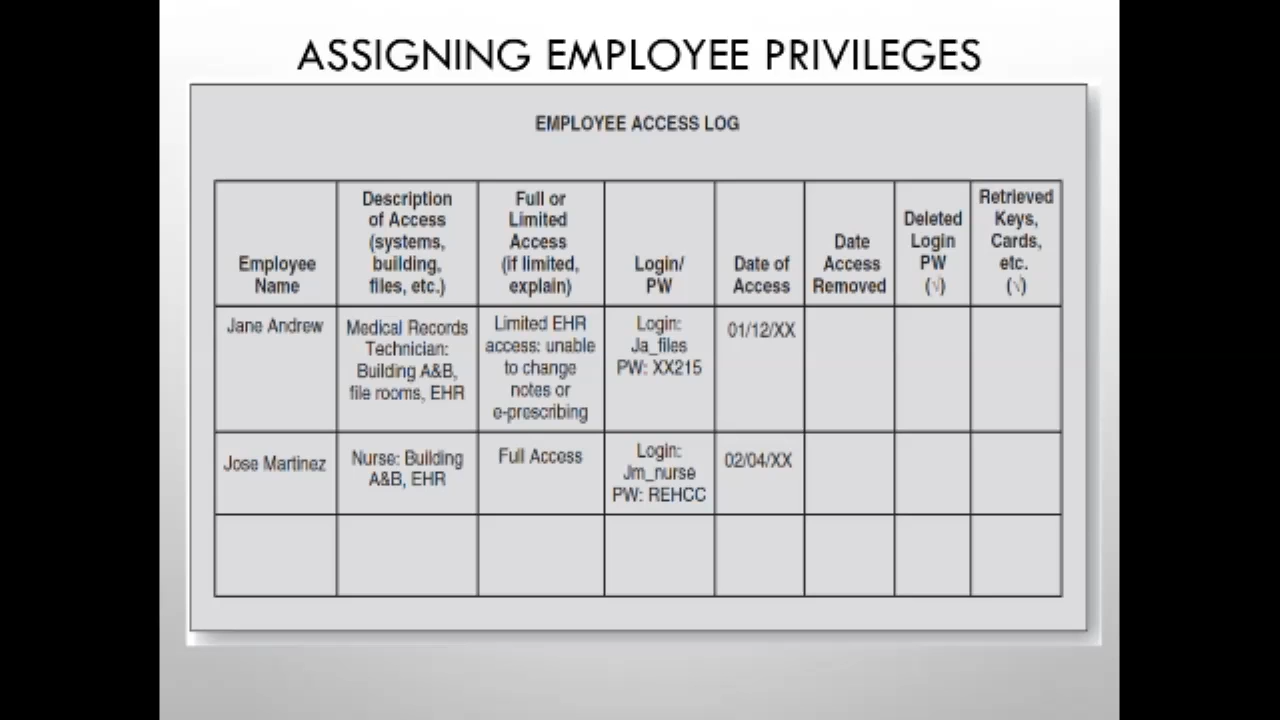 ASSIGNING EMPLOYEE PRIVILEGES
EMPLOYEE ACCESS LOG
Employee
Name
Description
of Access
(systems,
building,
files, etc.)
Full or
Limited
Access
(if limited,
explain)
Login/
PW
Date of
Access
Date
Access
Removed
Deleted
Login
PW
(√)
Retrieved
Keys,
Cards,
etc.
(√)
Jane Andrew
Medical Records
Technician:
Building A&B,
file rooms, EHR
Limited EHR
access: unable
to change
notes or
e-prescribing
Login:
Ja_files
PW: XX215
01/12/XX
Jose Martinez
Nurse: Building
A&B, EHR
Full Access
Login:
Jm_nurse
PW: REHCC
02/04/XX